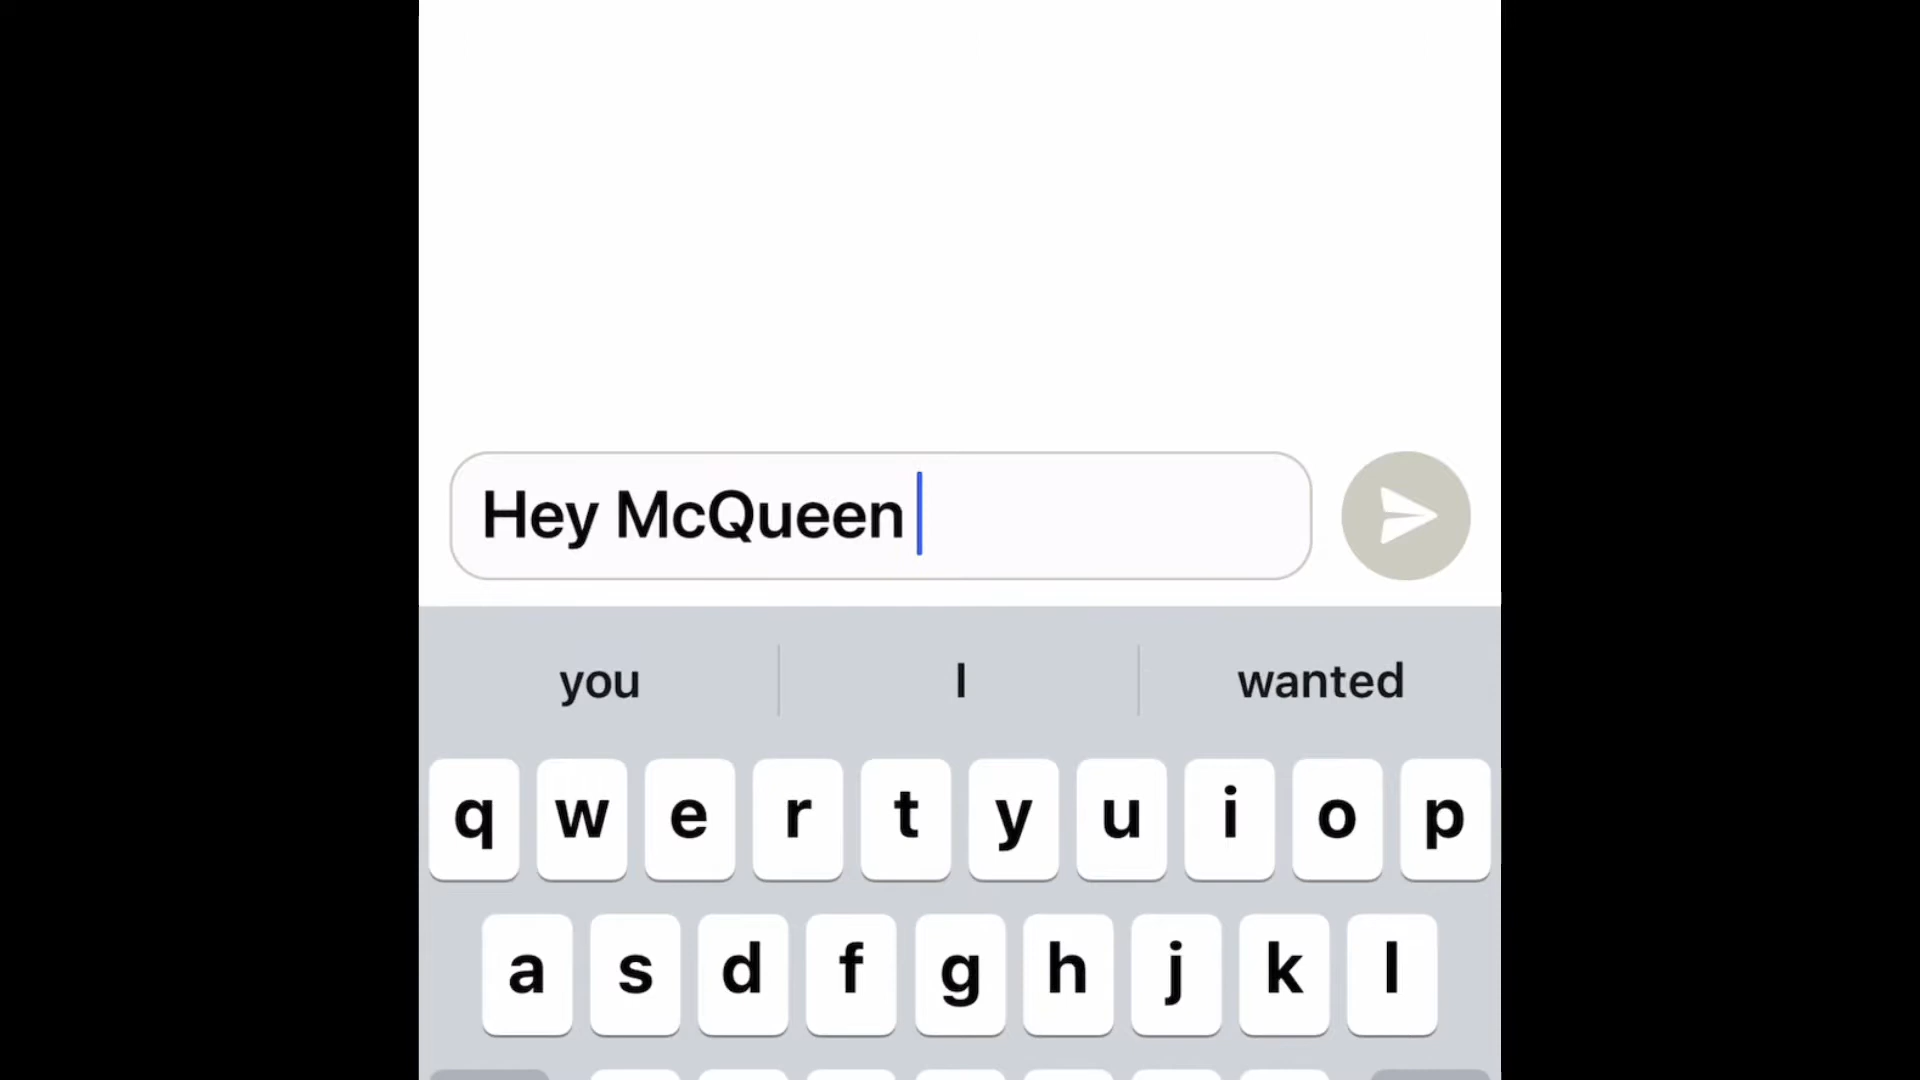 Hey McQueen
you I wanted
q w e r t y u i o p
a s d f g h j k l